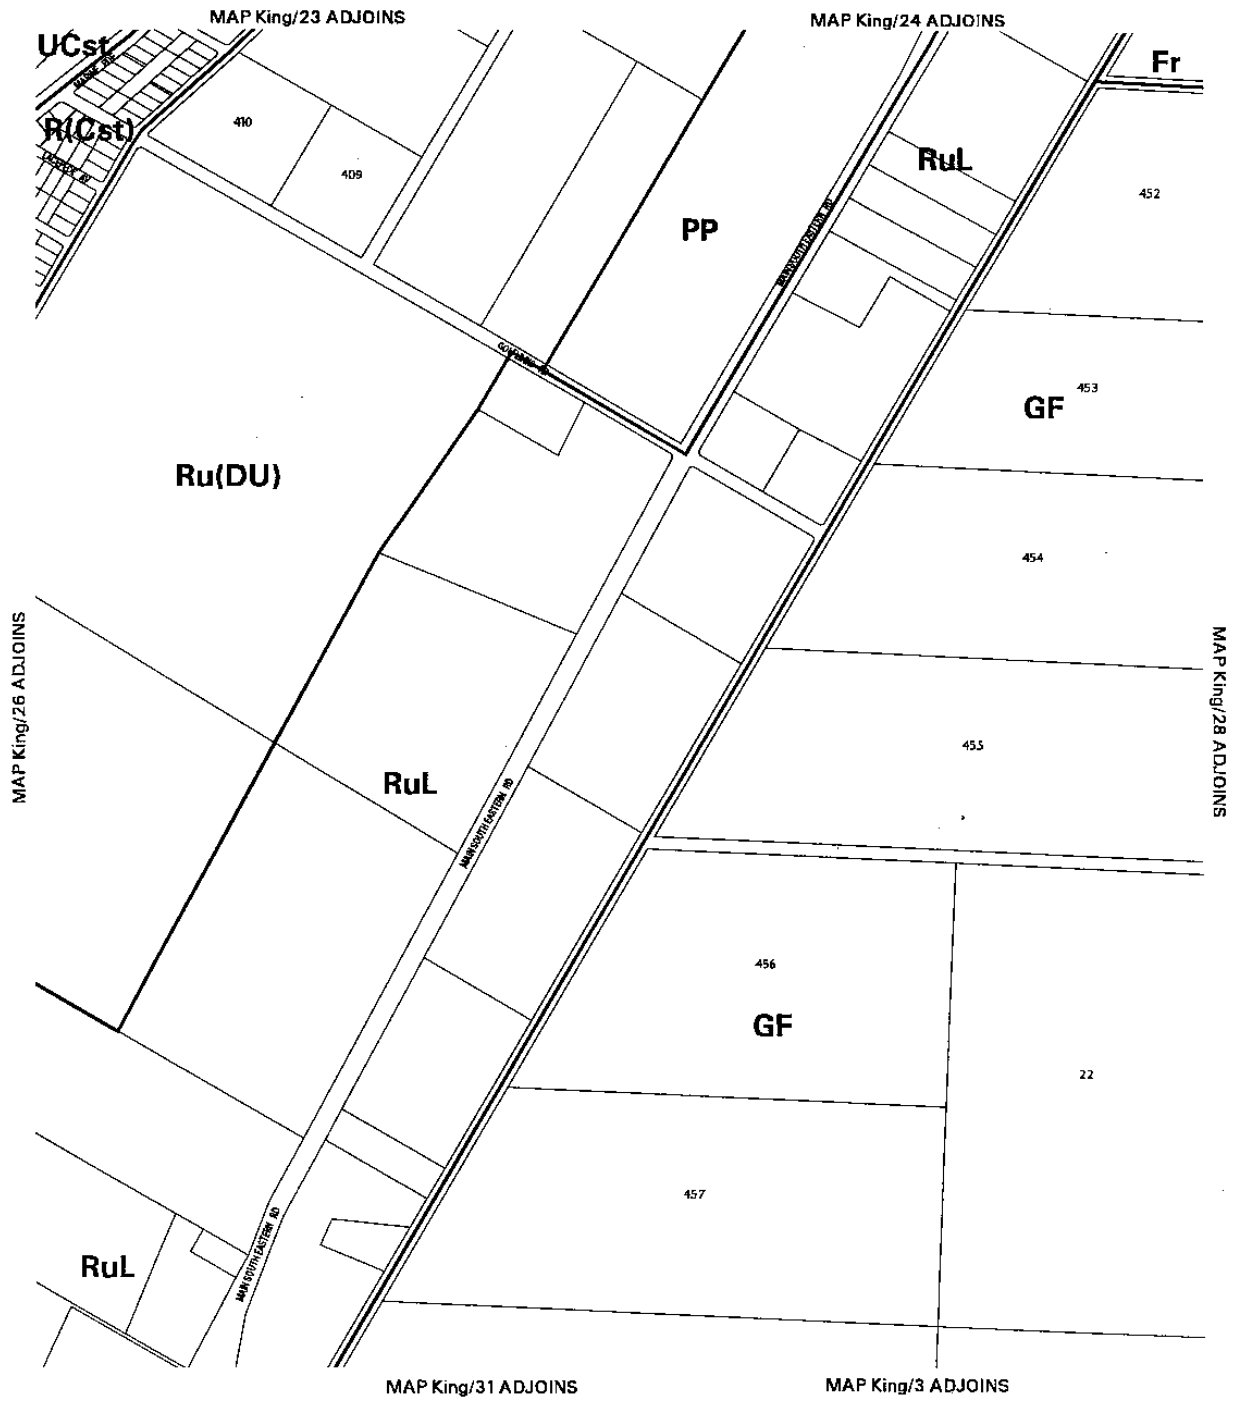 MAP King/23 ADJOINS
MAP King/24 ADJOINS
UCst
Fr
R(Cst)
410
409
RuL
452
PP
MAIN SOUTH EASTERN RD
453
GF
Ru(DU)
454
MAP King/26 ADJOINS
MAP King/28 ADJOINS
455
RuL
MAIN SOUTH EASTERN RD
456
GF
22
457
MAIN SOUTH EASTERN RD
RuL
MAP King/31 ADJOINS
MAP King/3 ADJOINS